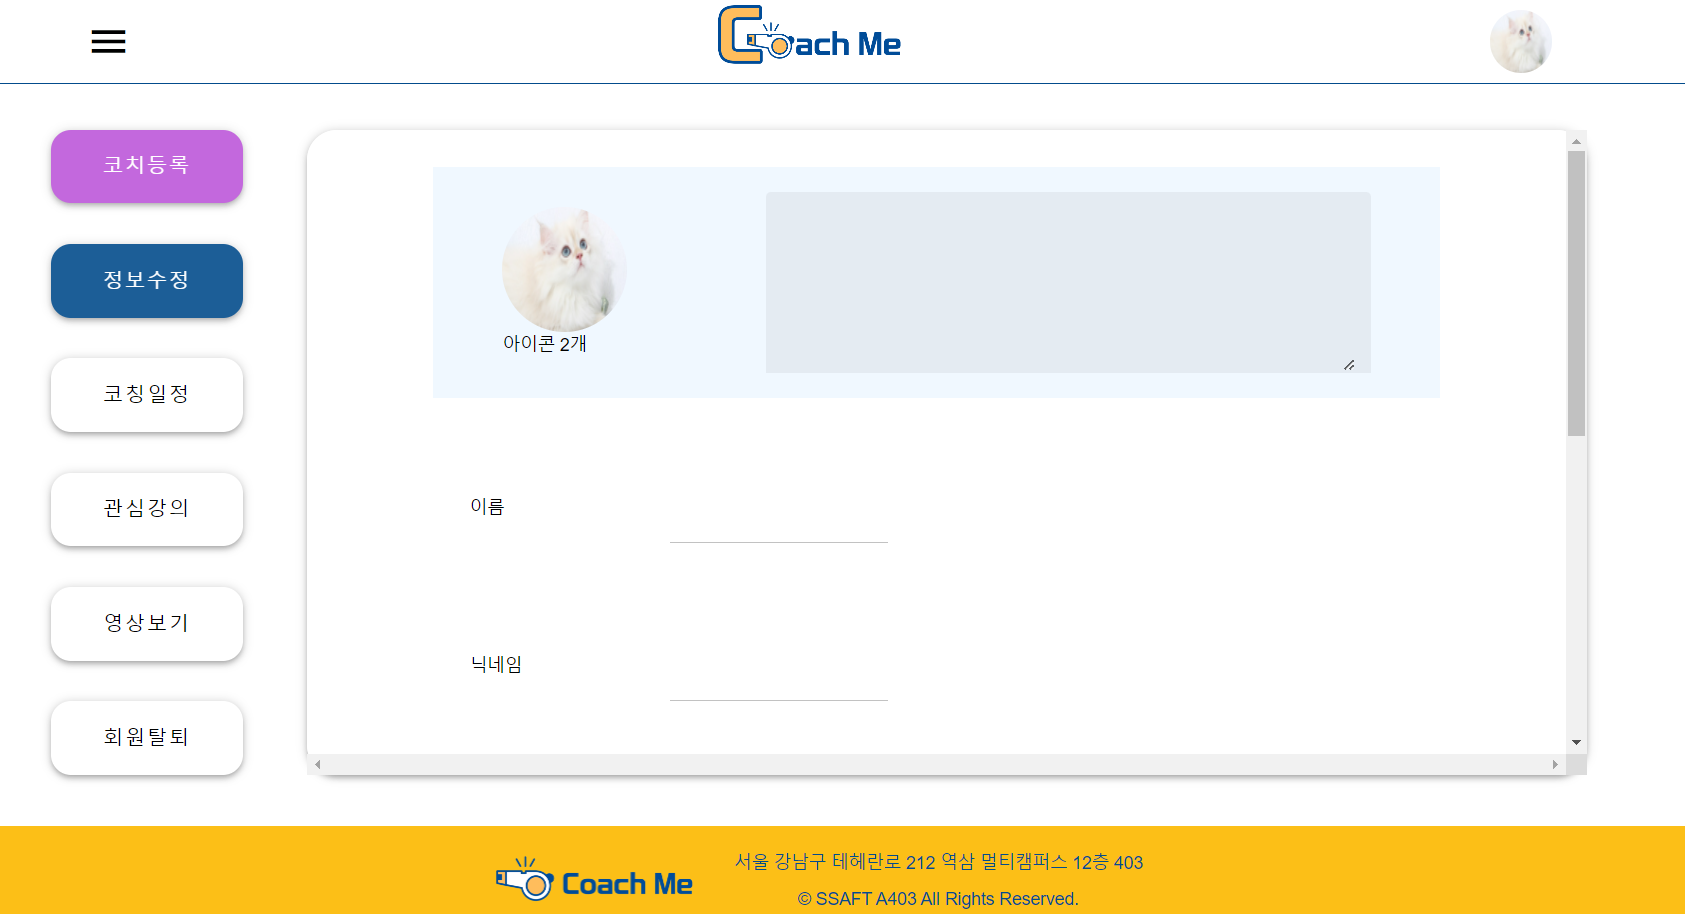 Coach Me
코치등록
정보수정
코칭일정
관심강의
영상보기
회원탈퇴
아이콘 2개
이름
닉네임
Coach Me
서울 강남구 테헤란로 212 역삼 멀티캠퍼스 12층 403
© SSAFT A403 All Rights Reserved.